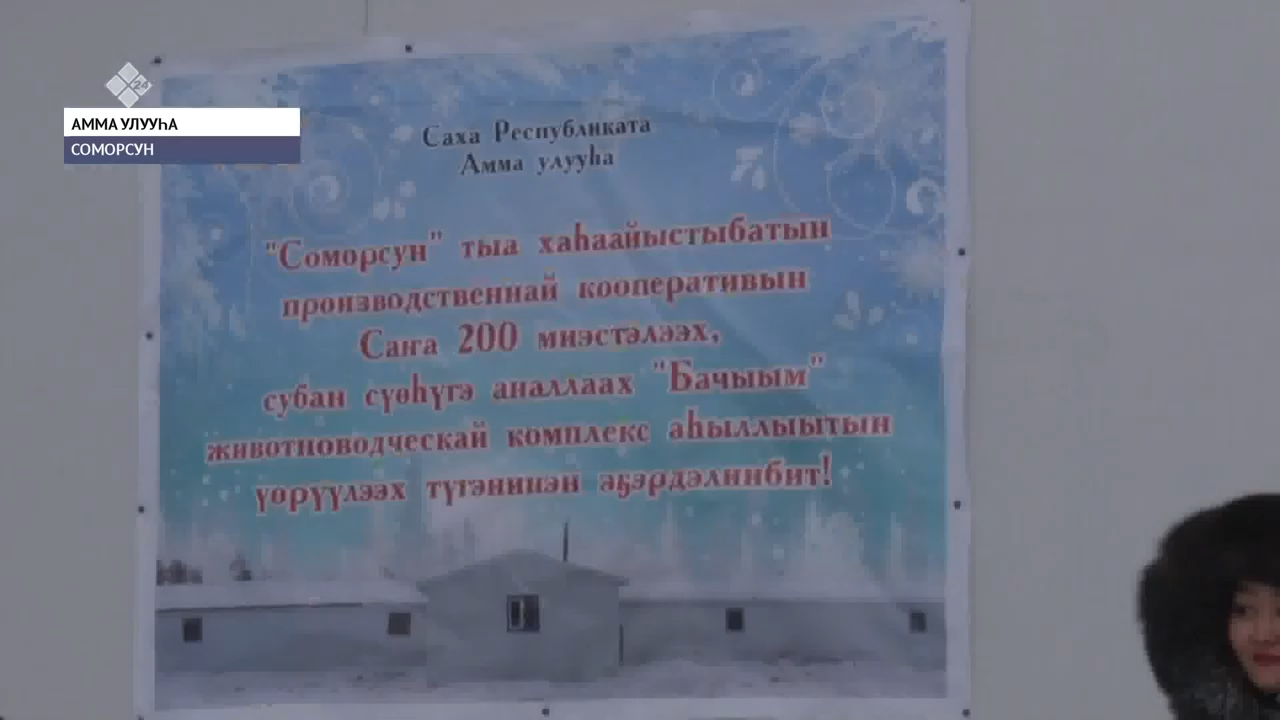 Х24
АММА УЛУУҺА
СОМОРСУН
Саха Республиката
Амма улууһа
"Соморсун" тыа хаһаайыстыбатын
производственнай кооперативын
Саҥа 200 миэстэлээх,
субан сүөһүгэ аналлаах "Бачыым"
животноводческай комплекс аһыллыытын
үөрүүлээх түгэнинэн эҕэрдэлиибит!